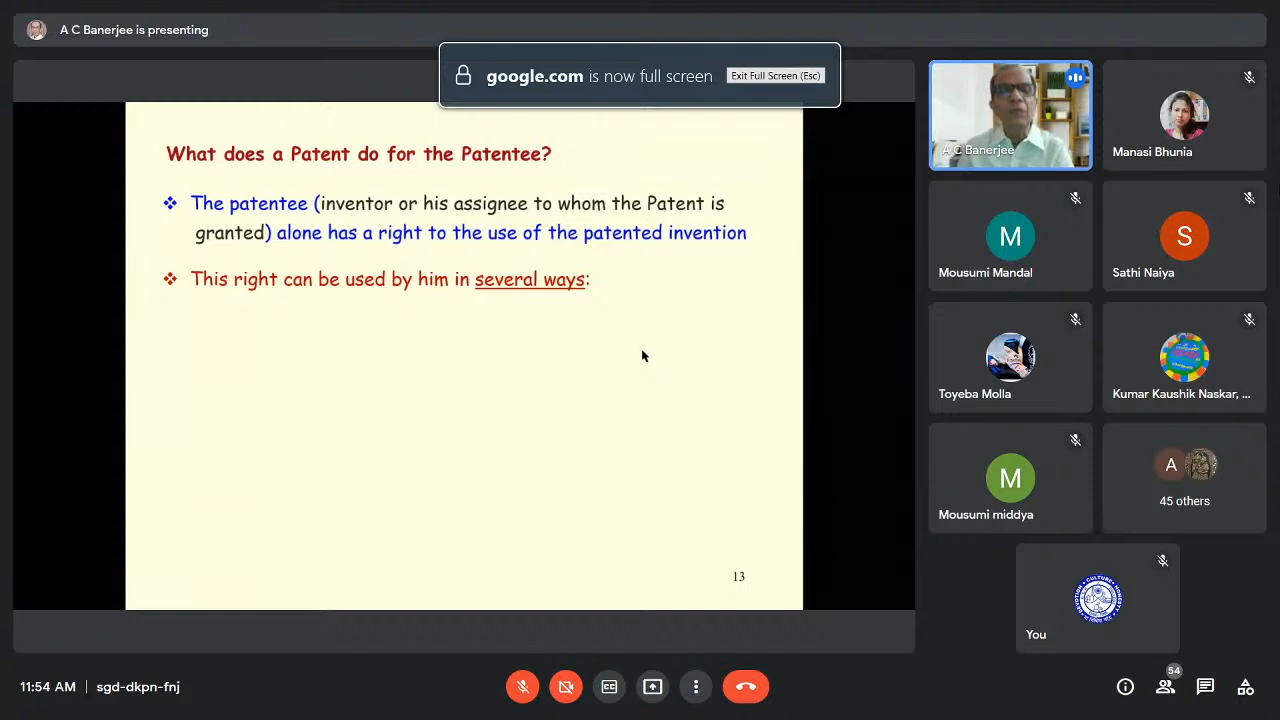 A C Banerjee is presenting
google.com is now full screen Exit Full Screen (Esc)
What does a Patent do for the Patentee?
❖ The patentee (inventor or his assignee to whom the Patent is
granted) alone has a right to the use of the patented invention
❖ This right can be used by him in several ways:
13
A C Banerjee
Manasi Bhunia
M
Mousumi Mandal
S
Sathi Naiya
Toyeba Molla
Kumar Kaushik Naskar, ...
M
Mousumi middya
A
45 others
You
11:54 AM | sgd-dkpn-fnj
CC
54